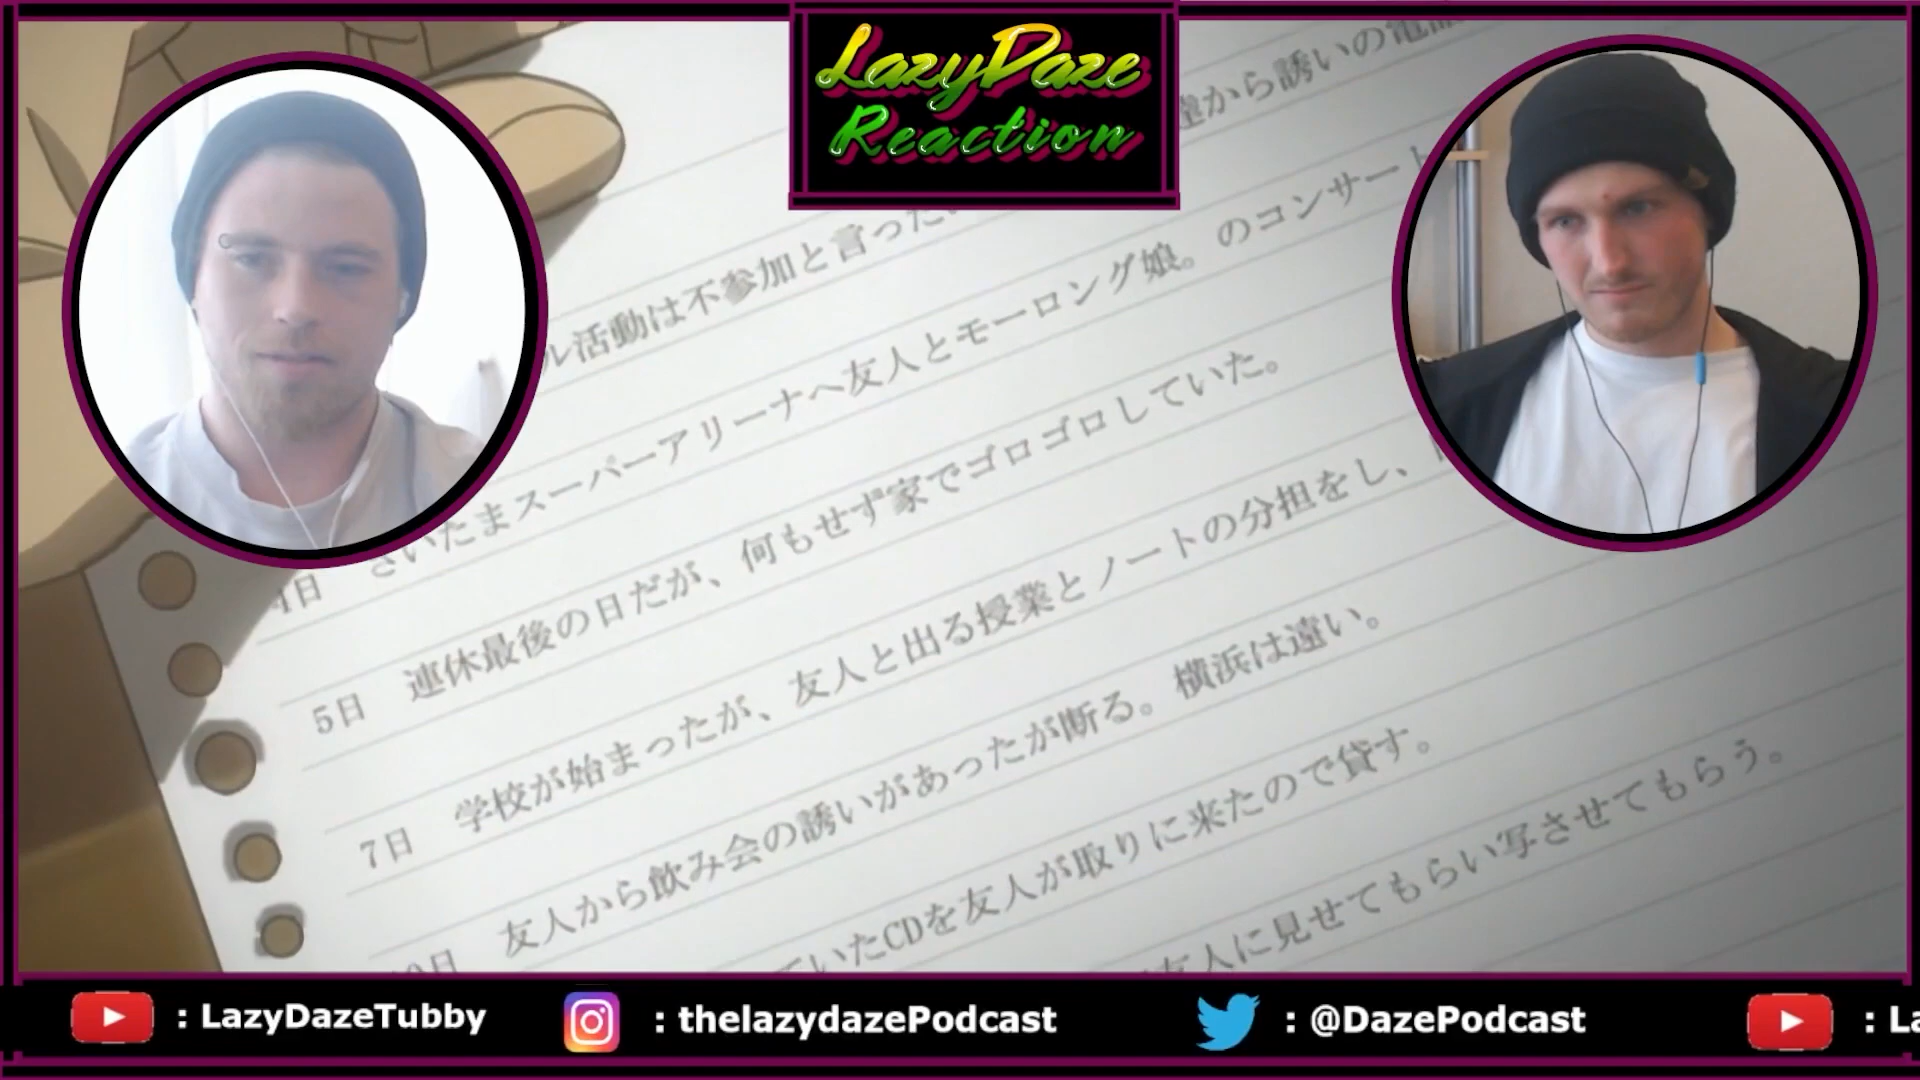 LazyDaze
Reaction
から誘いの電話
ル活動は不参加と言った
4日 さいたまスーパーアリーナへ友人とモーロング娘。のコンサート
5日 連休最後の日だが、何もせず家でゴロゴロしていた。
7日 学校が始まったが、友人と出る授業とノートの分担をし、
友人から飲み会の誘いがあったが断る。横浜は遠い。
ていたCDを友人が取りに来たので貸す。
友人に見せてもらい写させてもらう。
: LazyDazeTubby : thelazydazePodcast : @DazePodcast : La